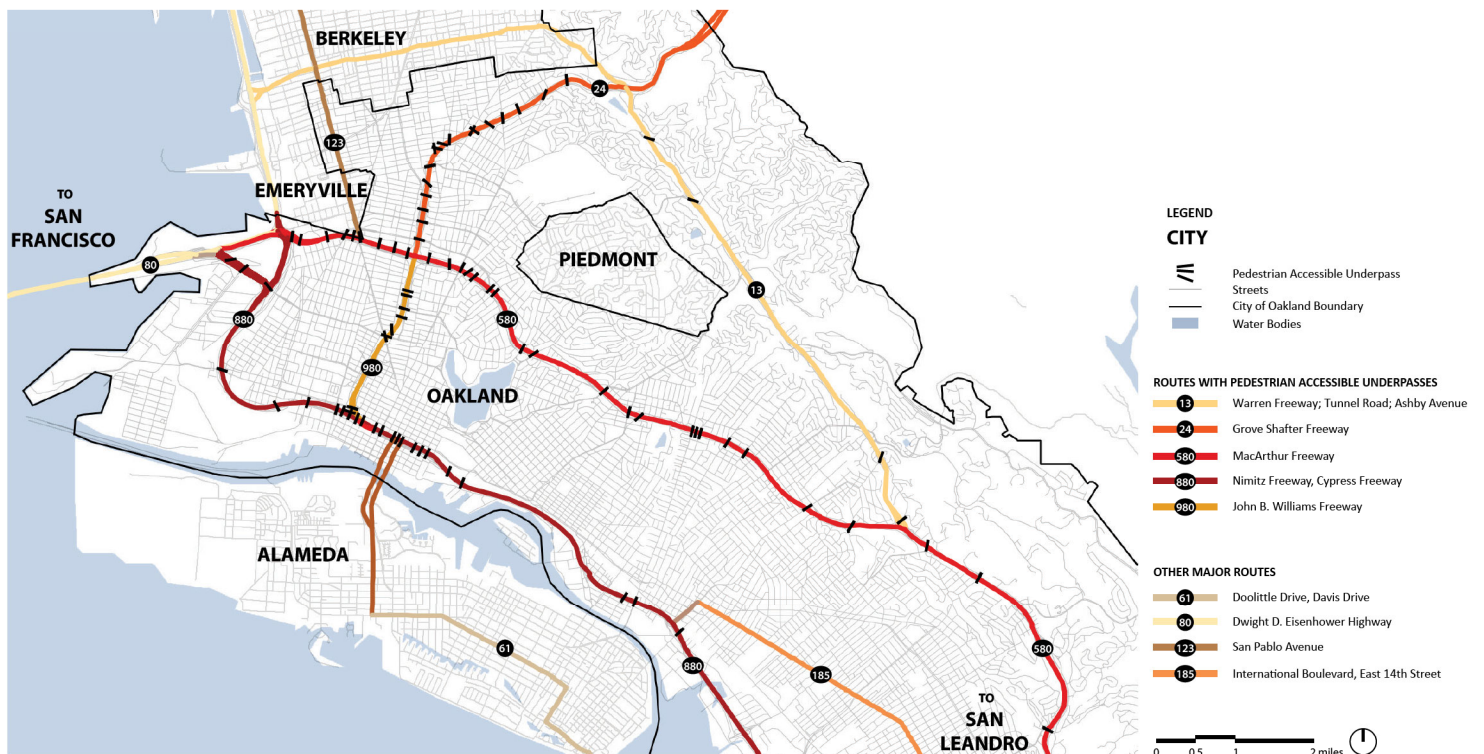 BERKELEY
24
123
EMERYVILLE
TO
SAN
FRANCISCO
PIEDMONT
80
13
880
580
980
OAKLAND
ALAMEDA
61
880
185
580
TO
SAN
LEANDRO
LEGEND
CITY
Pedestrian Accessible Underpass
Streets
City of Oakland Boundary
Water Bodies
ROUTES WITH PEDESTRIAN ACCESSIBLE UNDERPASSES
13 Warren Freeway; Tunnel Road; Ashby Avenue
24 Grove Shafter Freeway
580 MacArthur Freeway
880 Nimitz Freeway, Cypress Freeway
980 John B. Williams Freeway
OTHER MAJOR ROUTES
61 Doolittle Drive, Davis Drive
80 Dwight D. Eisenhower Highway
123 San Pablo Avenue
185 International Boulevard, East 14th Street
0 0.5 1 2 miles